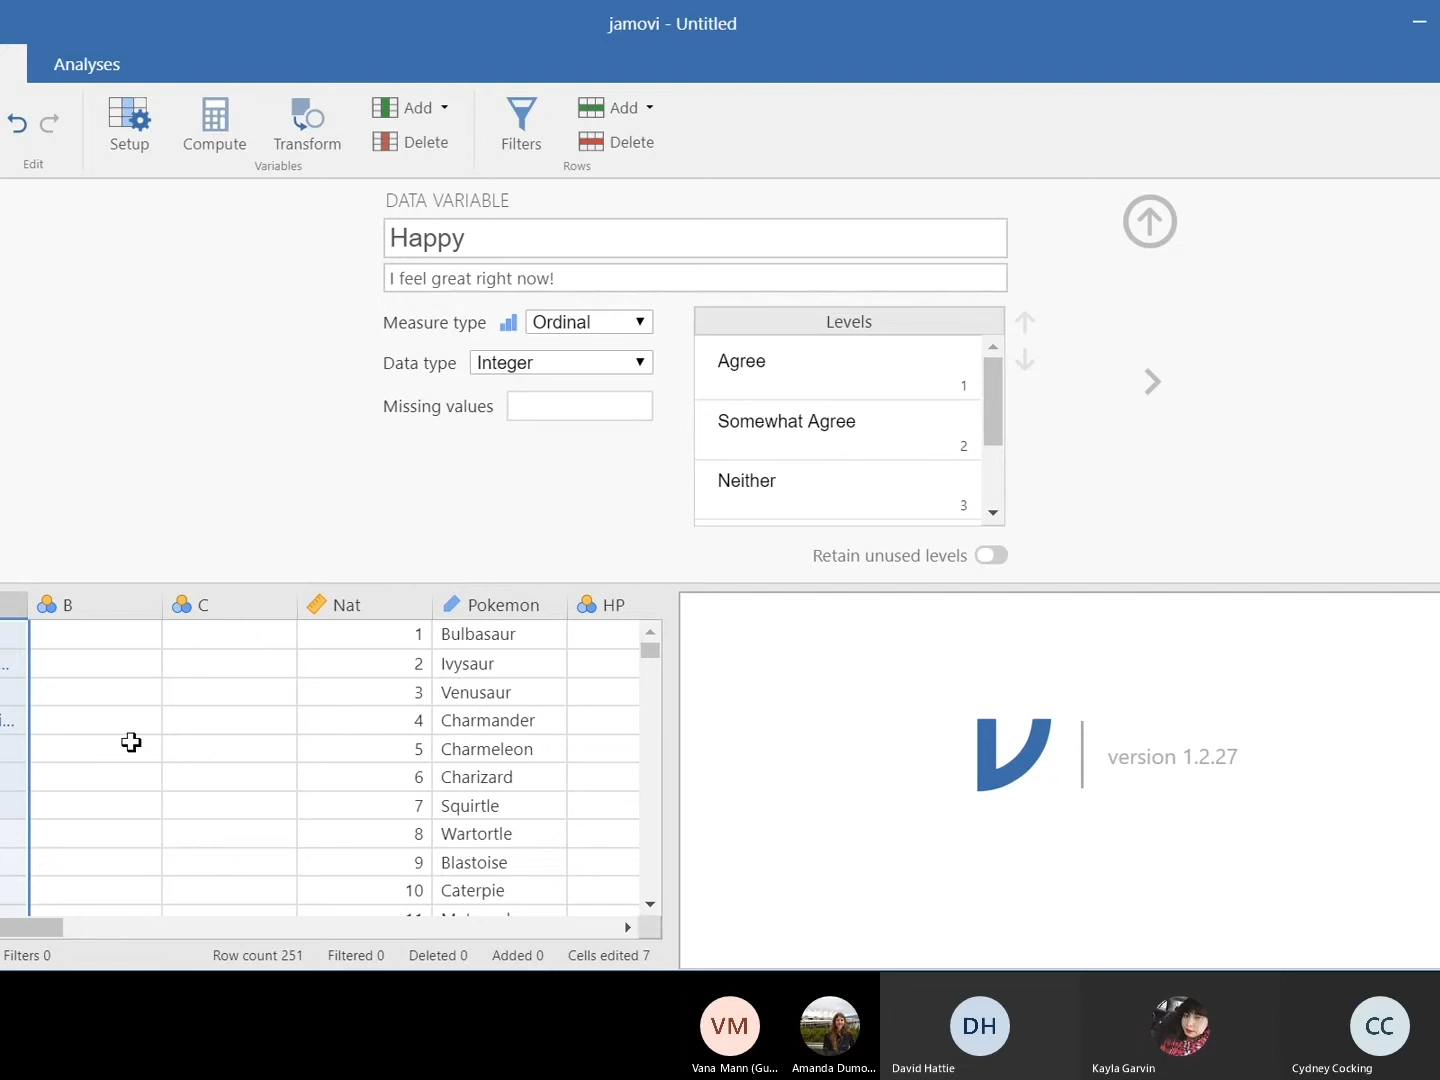 jamovi - Untitled
Analyses
Setup
Compute
Transform
Add
Delete
Filters
Add
Delete
Edit
Variables
Rows
DATA VARIABLE
Happy
I feel great right now!
Measure type
Ordinal
Levels
Agree
1
Data type
Integer
Missing values
Somewhat Agree
2
Neither
3
Retain unused levels
B
C
Nat
Pokemon
HP
1 Bulbasaur
... 2 Ivysaur
3 Venusaur
i... 4 Charmander
5 Charmeleon
6 Charizard
7 Squirtle
8 Wartortle
9 Blastoise
10 Caterpie
version 1.2.27
Filters 0
Row count 251
Filtered 0
Deleted 0
Added 0
Cells edited 7
VM
DH
CC
Vana Mann (Gu...
Amanda Dumo...
David Hattie
Kayla Garvin
Cydney Cocking